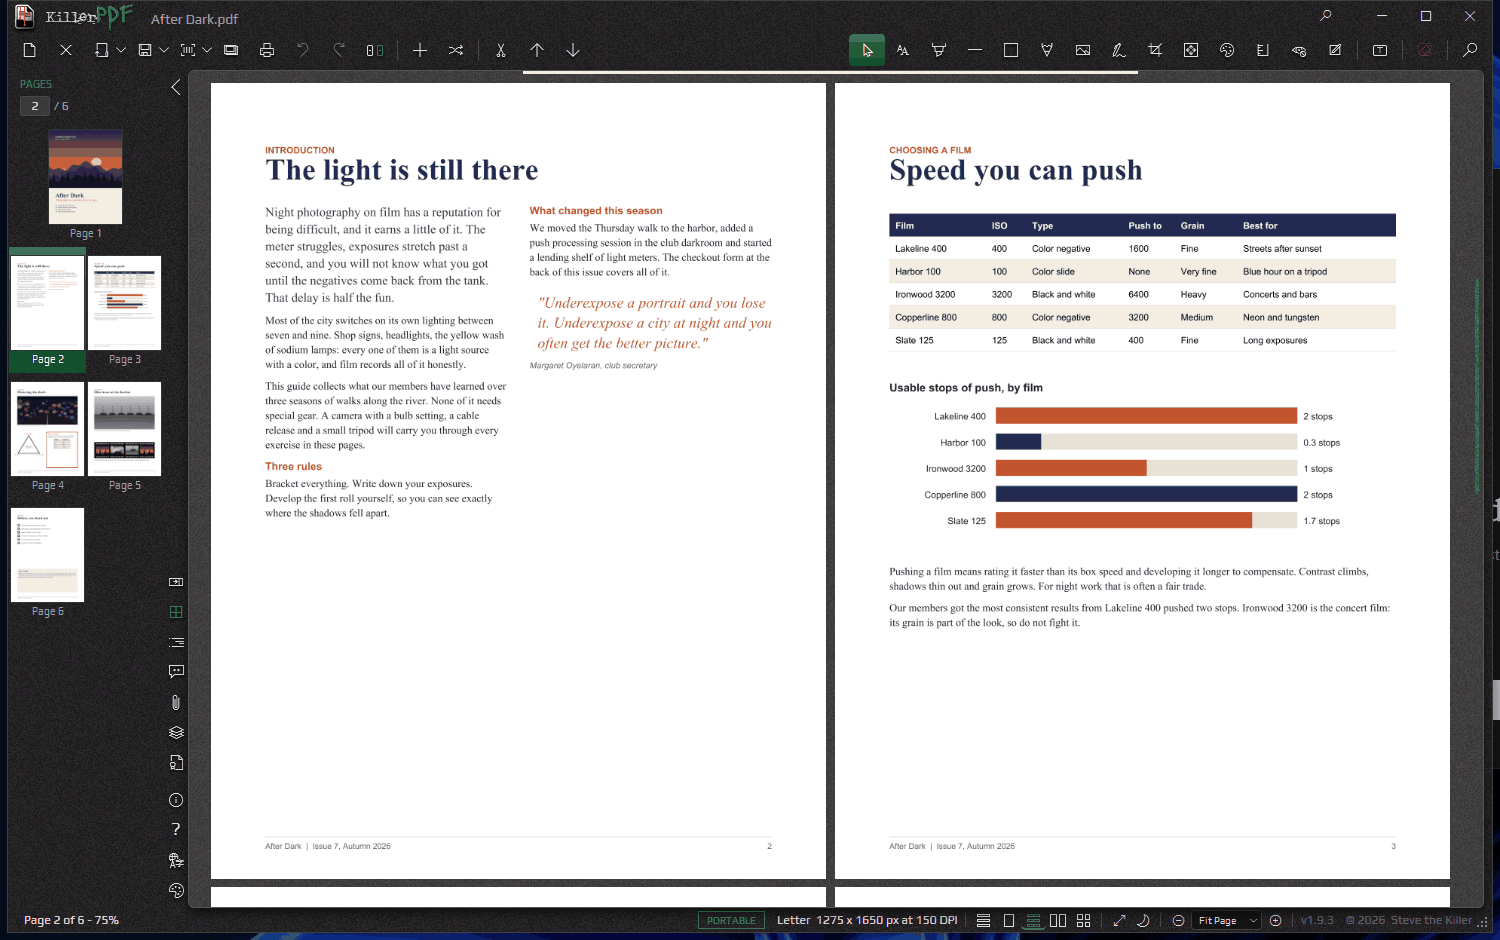 KillerPDF
After Dark.pdf
PAGES
2 / 6
After Dark
Page 1
Page 2
Page 3
Page 4
Page 5
Page 6
INTRODUCTION
The light is still there
Night photography on film has a reputation for
being difficult, and it earns a little of it. The
meter struggles, exposures stretch past a
second, and you will not know what you got
until the negatives come back from the tank.
That delay is half the fun.
Most of the city switches on its own lighting between
seven and nine. Shop signs, headlights, the yellow wash
of sodium lamps: every one of them is a light source
with a color, and film records all of it honestly.
This guide collects what our members have learned over
three seasons of walks along the river. None of it needs
special gear. A camera with a bulb setting, a cable
release and a small tripod will carry you through every
exercise in these pages.
Three rules
Bracket everything. Write down your exposures.
Develop the first roll yourself, so you can see exactly
where the shadows fell apart.
What changed this season
We moved the Thursday walk to the harbor, added a
push processing session in the club darkroom and started
a lending shelf of light meters. The checkout form at the
back of this issue covers all of it.
"Underexpose a portrait and you lose
it. Underexpose a city at night and you
often get the better picture."
Margaret Oyelaran, club secretary
After Dark | Issue 7, Autumn 2026
2
CHOOSING A FILM
Speed you can push
Film ISO Type Push to Grain Best for
Lakeline 400 400 Color negative 1600 Fine Streets after sunset
Harbor 100 100 Color slide None Very fine Blue hour on a tripod
Ironwood 3200 3200 Black and white 6400 Heavy Concerts and bars
Copperline 800 800 Color negative 3200 Medium Neon and tungsten
Slate 125 125 Black and white 400 Fine Long exposures
Usable stops of push, by film
Lakeline 400 2 stops
Harbor 100 0.3 stops
Ironwood 3200 1 stops
Copperline 800 2 stops
Slate 125 1.7 stops
Pushing a film means rating it faster than its box speed and developing it longer to compensate. Contrast climbs,
shadows thin out and grain grows. For night work that is often a fair trade.
Our members got the most consistent results from Lakeline 400 pushed two stops. Ironwood 3200 is the concert film:
its grain is part of the look, so do not fight it.
After Dark | Issue 7, Autumn 2026
3
Page 2 of 6 - 75%
PORTABLE
Letter 1275 x 1650 px at 150 DPI
Fit Page
v1.9.3
© 2026 Steve the Killer